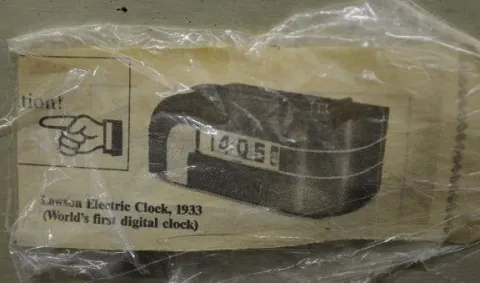 tion!
Lawson Electric Clock, 1933
(World's first digital clock)